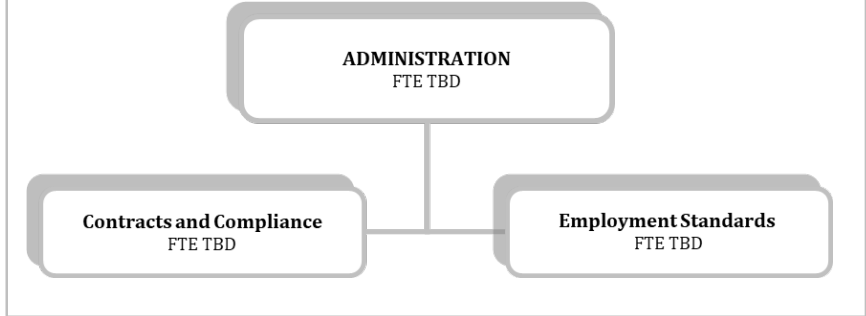 ADMINISTRATION
FTE TBD
Contracts and Compliance
FTE TBD
Employment Standards
FTE TBD